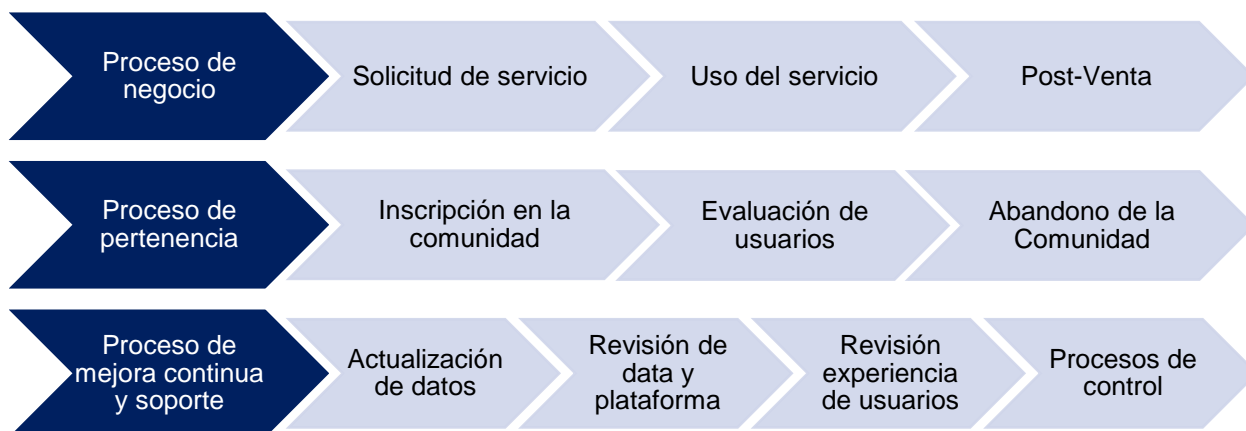 Proceso de
negocio
Solicitud de servicio
Uso del servicio
Post-Venta
Proceso de
pertenencia
Inscripción en la
comunidad
Evaluación de
usuarios
Abandono de la
Comunidad
Proceso de
mejora continua
y soporte
Actualización
de datos
Revisión de
data y
plataforma
Revisión
experiencia
de usuarios
Procesos de
control